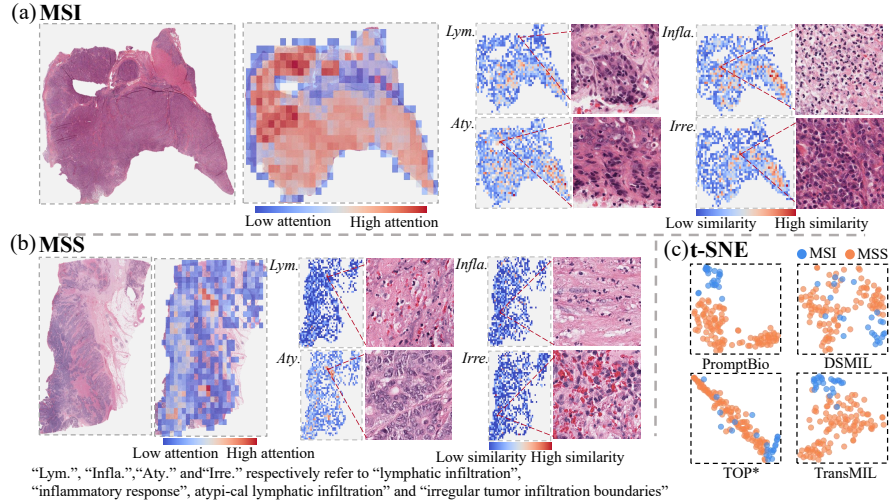 (a) MSI
Lym.
Infla.
Aty.
Irre.
Low attention High attention
Low similarity High similarity
(b) MSS
Lym.
Infla.
Aty.
Irre.
Low attention High attention
Low similarity High similarity
(c) t-SNE
MSI MSS
PromptBio DSMIL
TOP* TransMIL
“Lym.”, “Infla.”,“Aty.” and“Irre.” respectively refer to “lymphatic infiltration”,
“inflammatory response”, atypi-cal lymphatic infiltration” and “irregular tumor infiltration boundaries”